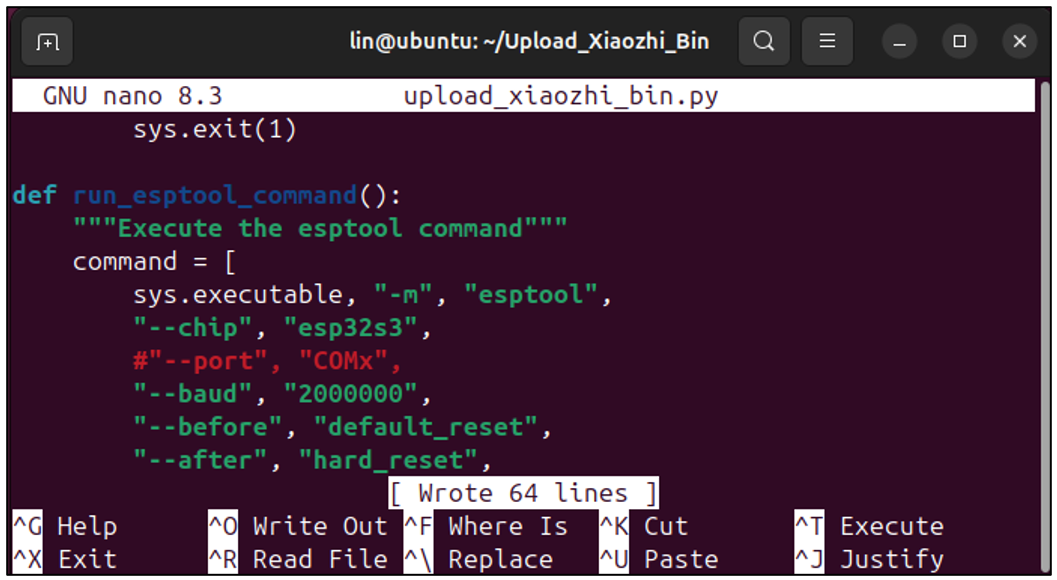 lin@ubuntu: ~/Upload_Xiaozhi_Bin
GNU nano 8.3 upload_xiaozhi_bin.py
sys.exit(1)
def run_esptool_command():
"""Execute the esptool command"""
command = [
sys.executable, "-m", "esptool",
"--chip", "esp32s3",
#"--port", "COMx",
"--baud", "2000000",
"--before", "default_reset",
"--after", "hard_reset",
[ Wrote 64 lines ]
^G Help ^O Write Out ^F Where Is ^K Cut ^T Execute
^X Exit ^R Read File ^\ Replace ^U Paste ^J Justify